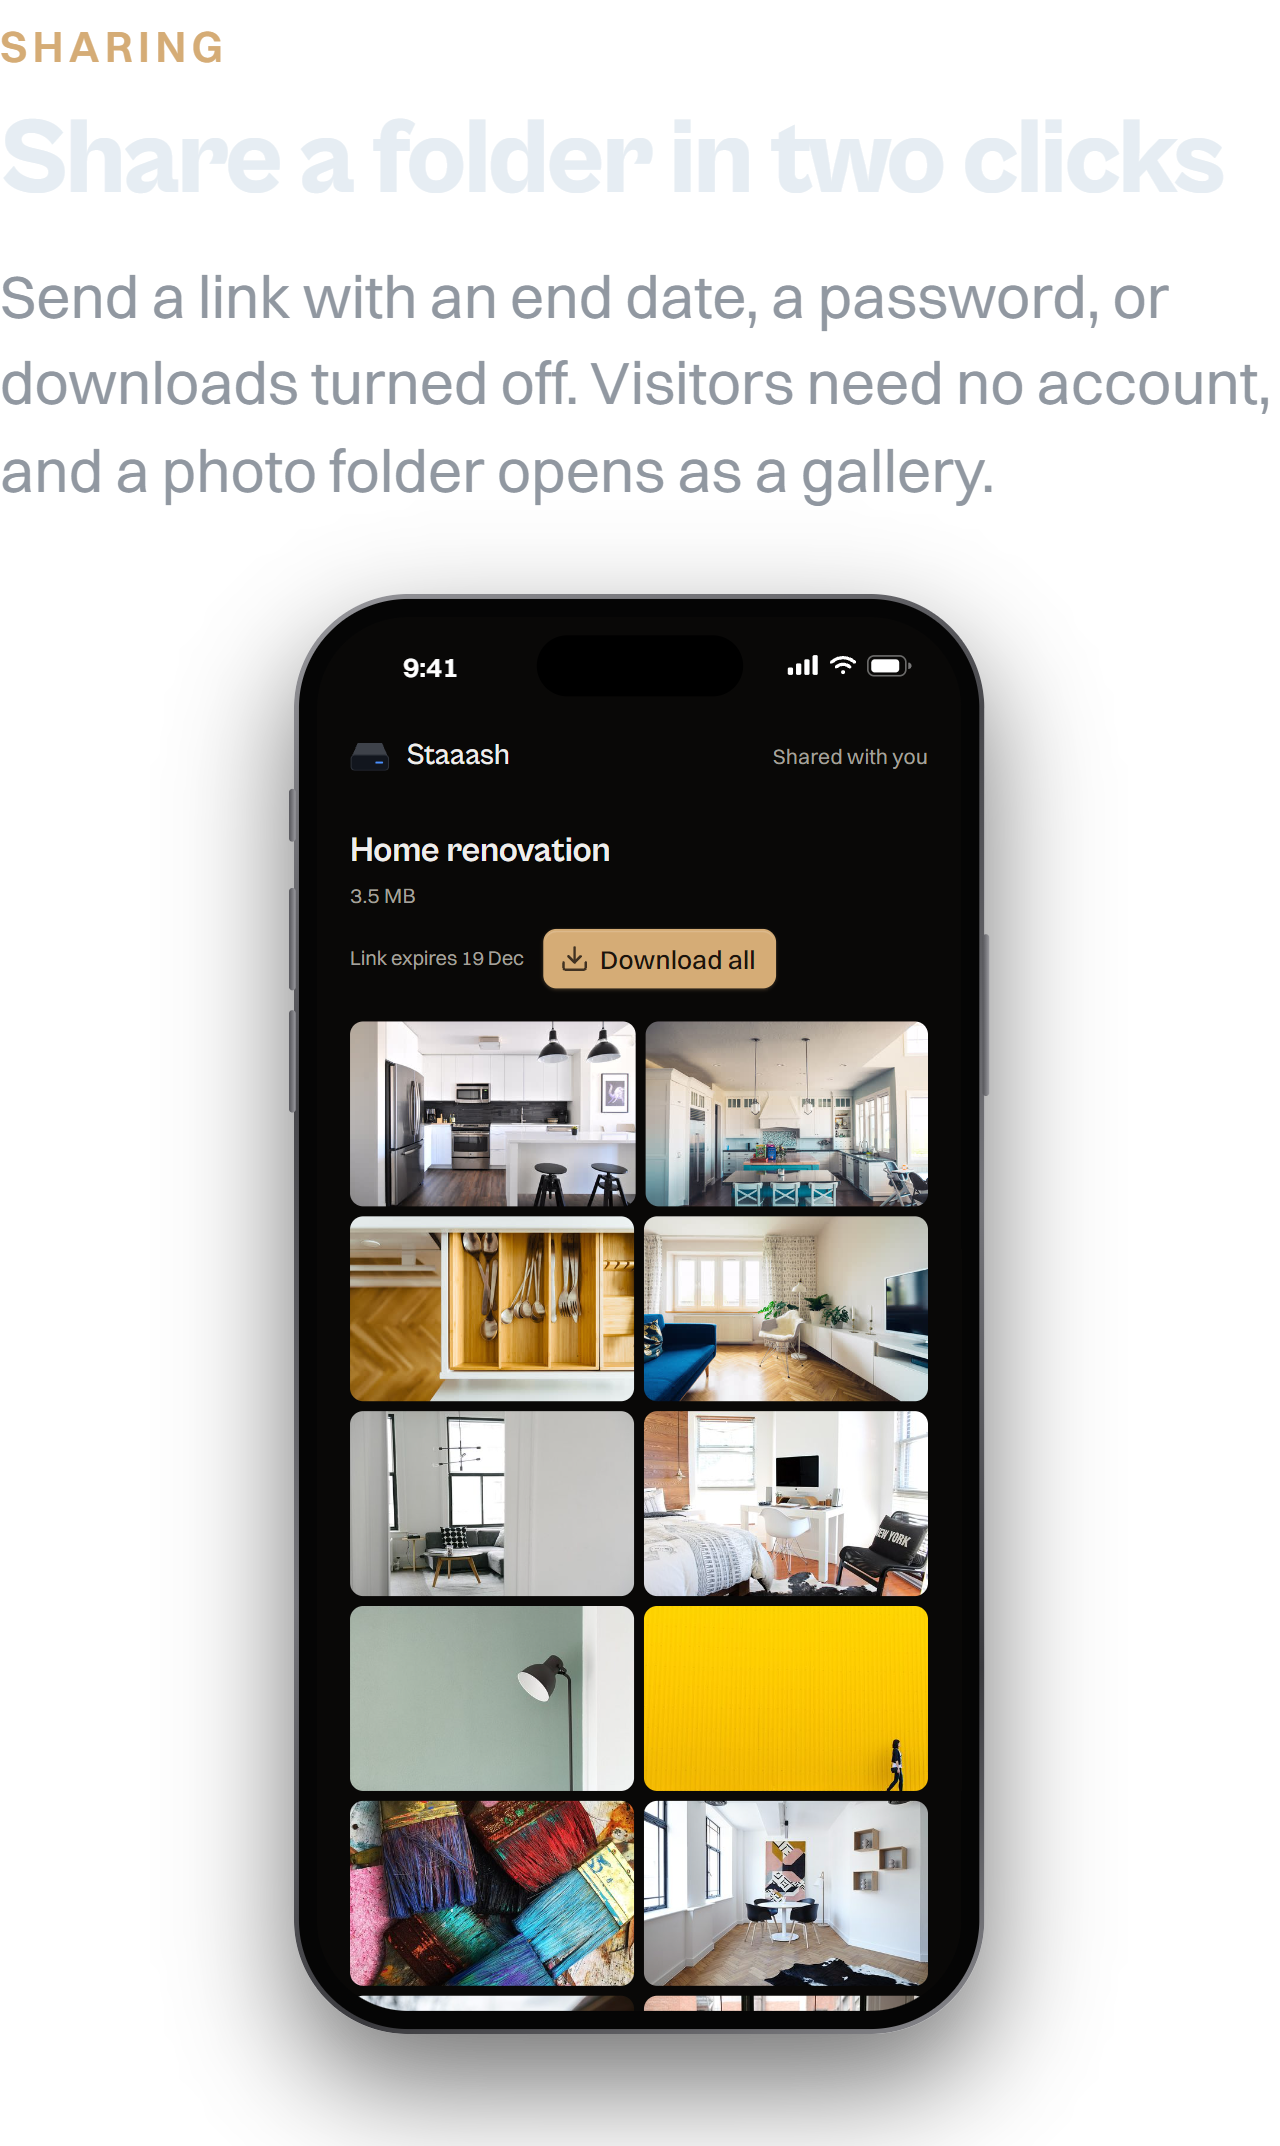 SHARING
Share a folder in two clicks
Send a link with an end date, a password, or
downloads turned off. Visitors need no account,
and a photo folder opens as a gallery.
9:41
Staaash
Shared with you
Home renovation
3.5 MB
Link expires 19 Dec
Download all
NEW YORK